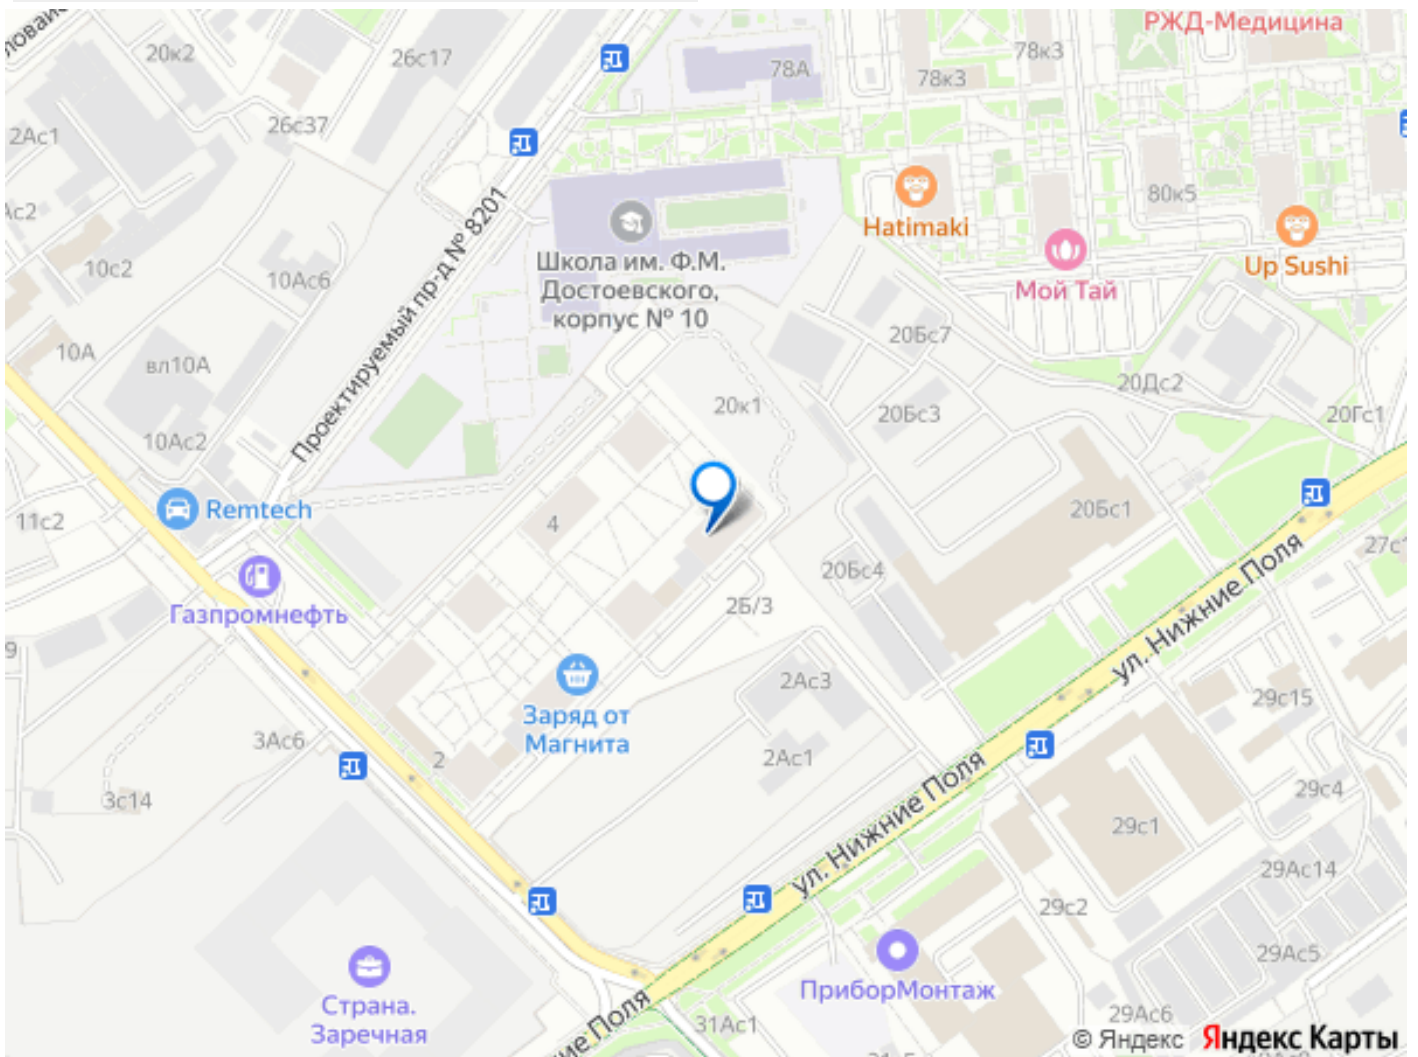 РЖД-Медицина
20к2
26с17
78А
78к3
78к3
2Ас1
26с37
Проектируемый пр-д № 8201
80к5
Hatimaki
Школа им. Ф.М.
Достоевского,
корпус № 10
10с2
10Ас6
Мой Тай
Up Sushi
20Бс7
10А
вл10А
20Дс2
20к1
20Бс3
20Гс1
10Ас2
Remtech
11с2
4
20Бс1
20Бс4
Газпромнефть
2Б/3
ул. Нижние Поля
2Ас3
29с15
Заряд от
Магнита
3Ас6
2
2Ас1
3с14
29с4
29с1
ул. Нижние Поля
29Ас14
29с2
29Ас5
ПриборМонтаж
Страна.
Заречная
31Ас1
29Ас6
© Яндекс Яндекс Карты